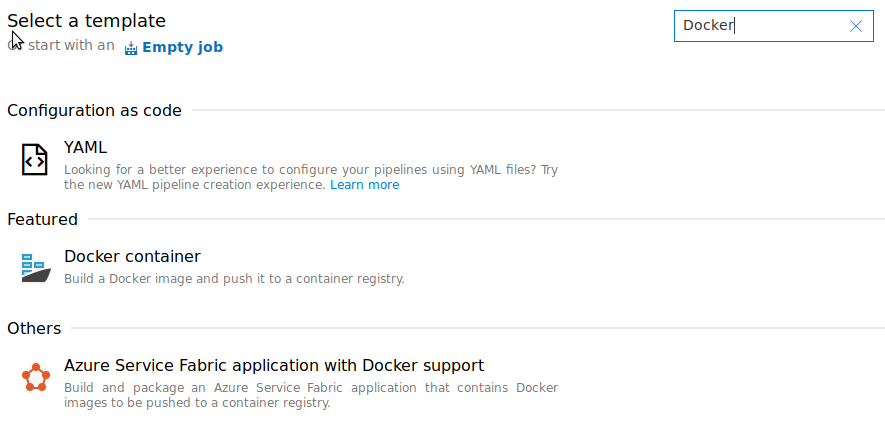 Select a template
Or start with an Empty job
Docker
Configuration as code
YAML
Looking for a better experience to configure your pipelines using YAML files? Try
the new YAML pipeline creation experience. Learn more
Featured
Docker container
Build a Docker image and push it to a container registry.
Others
Azure Service Fabric application with Docker support
Build and package an Azure Service Fabric application that contains Docker
images to be pushed to a container registry.